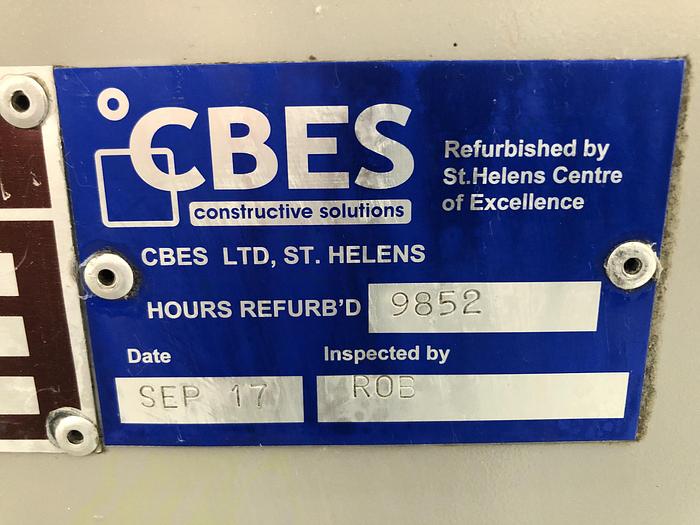 CBES
constructive solutions
Refurbished by
St.Helens Centre
of Excellence
CBES LTD, ST. HELENS
HOURS REFURB'D 9852
Date Inspected by
SEP 17 ROB